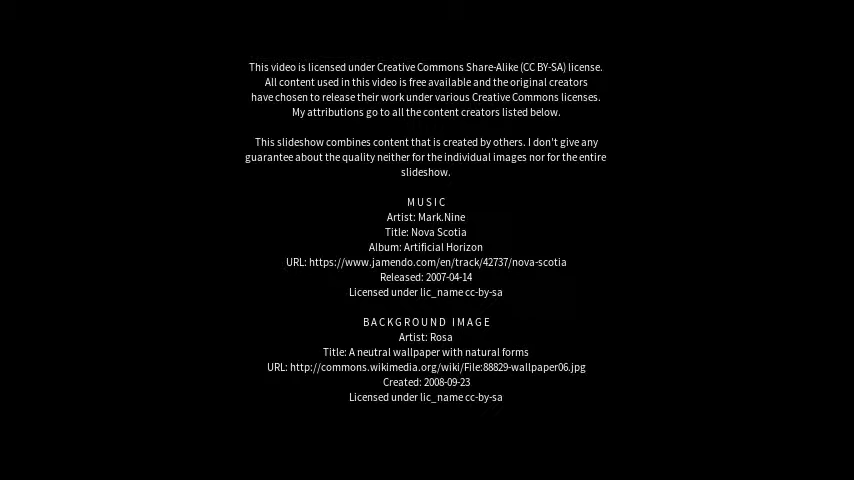 This video is licensed under Creative Commons Share-Alike (CC BY-SA) license.
All content used in this video is free available and the original creators
have chosen to release their work under various Creative Commons licenses.
My attributions go to all the content creators listed below.
This slideshow combines content that is created by others. I don't give any
guarantee about the quality neither for the individual images nor for the entire
slideshow.
MUSIC
Artist: Mark.Nine
Title: Nova Scotia
Album: Artificial Horizon
URL: https://www.jamendo.com/en/track/42737/nova-scotia
Released: 2007-04-14
Licensed under lic_name cc-by-sa
BACKGROUND IMAGE
Artist: Rosa
Title: A neutral wallpaper with natural forms
URL: http://commons.wikimedia.org/wiki/File:88829-wallpaper06.jpg
Created: 2008-09-23
Licensed under lic_name cc-by-sa